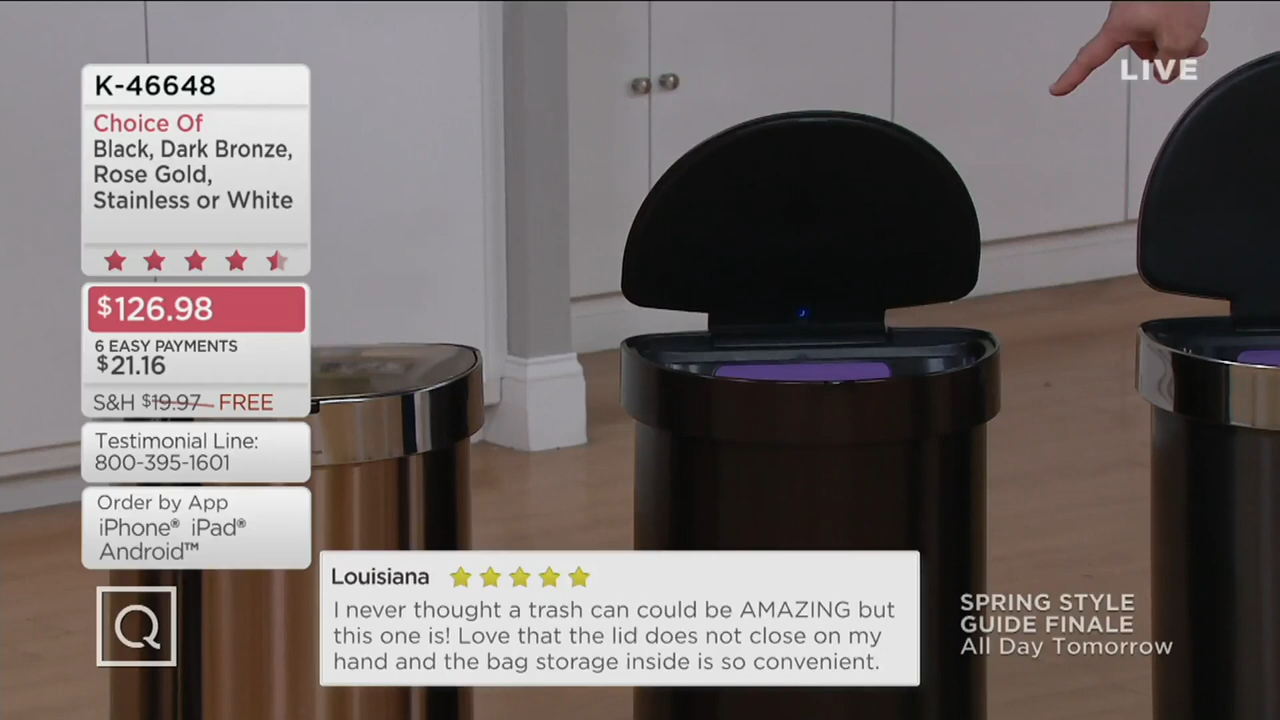 K-46648
Choice Of
Black, Dark Bronze,
Rose Gold,
Stainless or White
$126.98
6 EASY PAYMENTS
$21.16
S&H $19.97 FREE
Testimonial Line:
800-395-1601
Order by App
iPhone® iPad®
Android™
Q
Louisiana
I never thought a trash can could be AMAZING but
this one is! Love that the lid does not close on my
hand and the bag storage inside is so convenient.
LIVE
SPRING STYLE
GUIDE FINALE
All Day Tomorrow